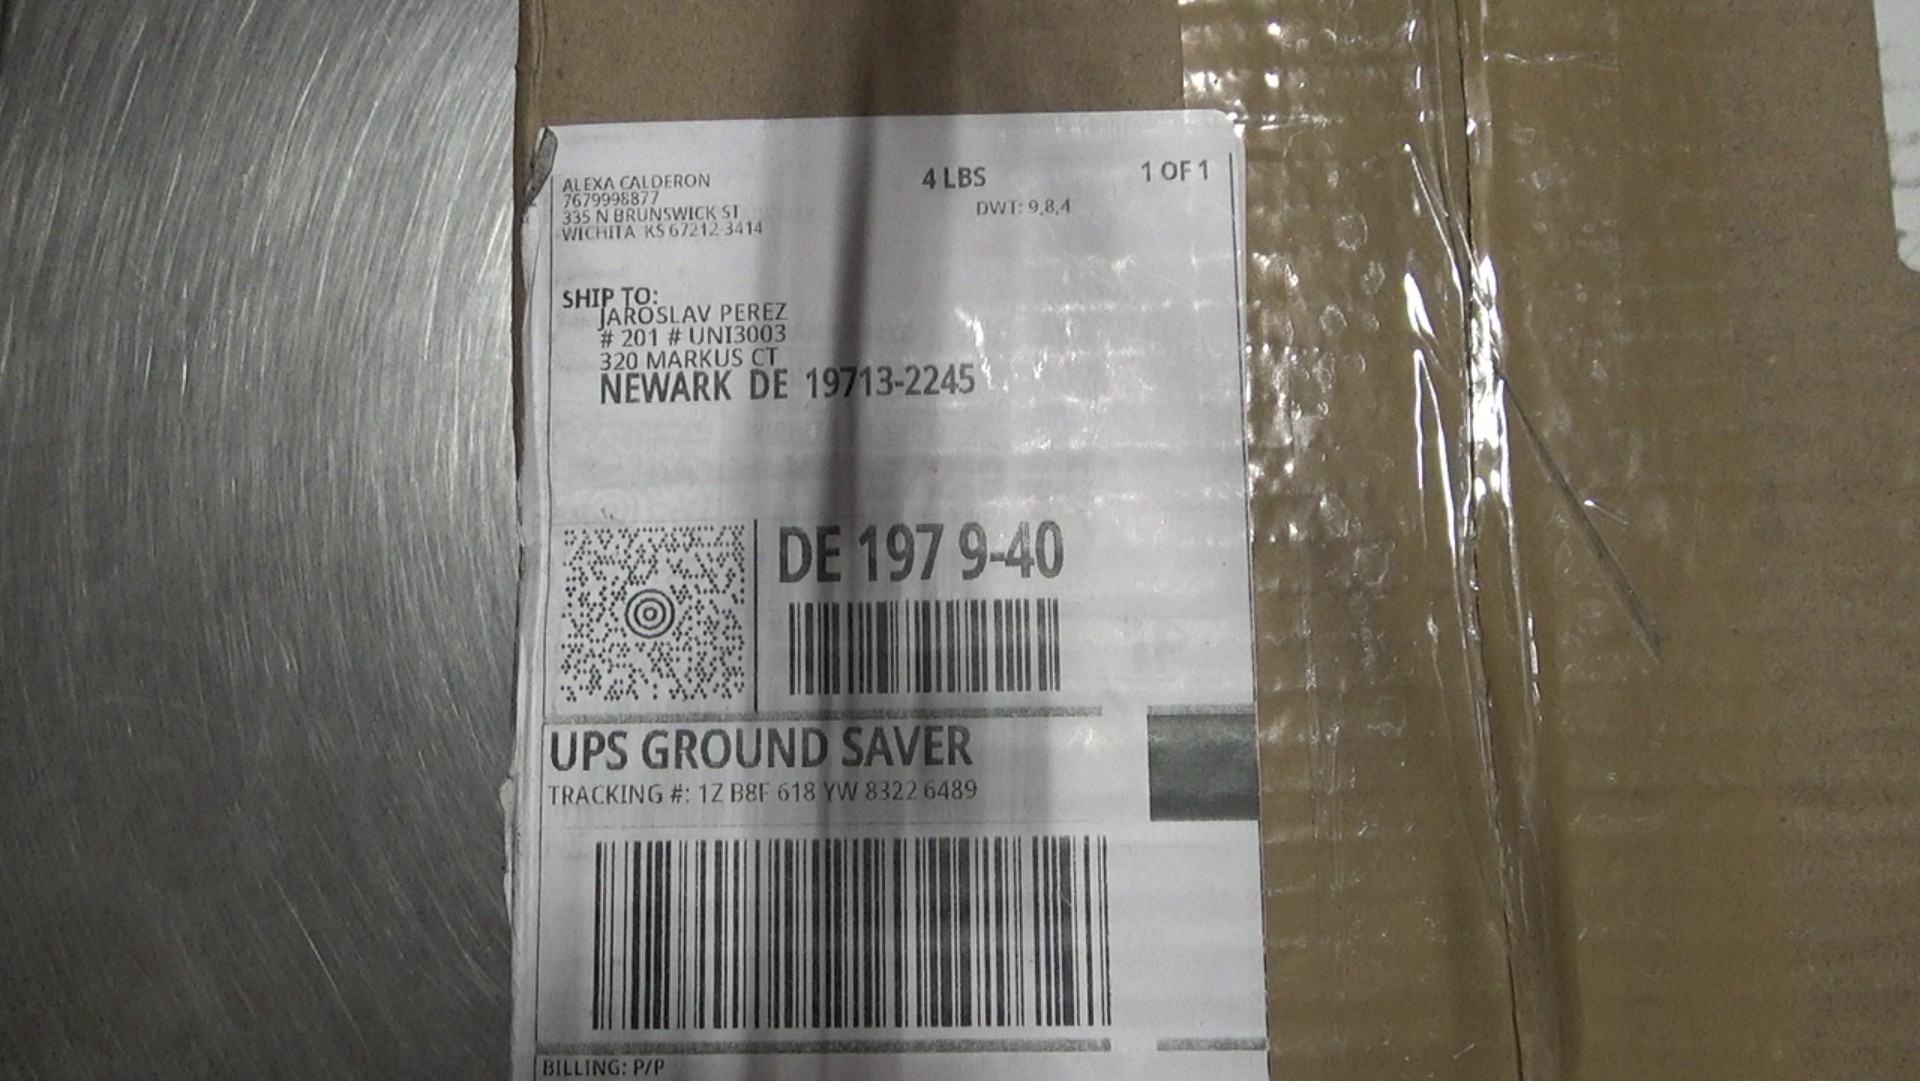 ALEXA CALDERON
7679998877
335 N BRUNSWICK ST
WICHITA KS 67212-3414
4 LBS
1 OF 1
DWT: 9,8,4
SHIP TO:
JAROSLAV PEREZ
# 201 # UNI3003
320 MARKUS CT
NEWARK DE 19713-2245
DE 197 9-40
UPS GROUND SAVER
TRACKING #: 1Z B8F 618 YW 8322 6489
BILLING: P/P